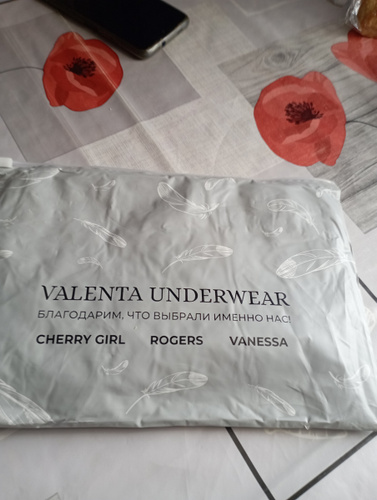 VALENTA UNDERWEAR
БЛАГОДАРИМ, ЧТО ВЫБРАЛИ ИМЕННО НАС!
CHERRY GIRL ROGERS VANESSA